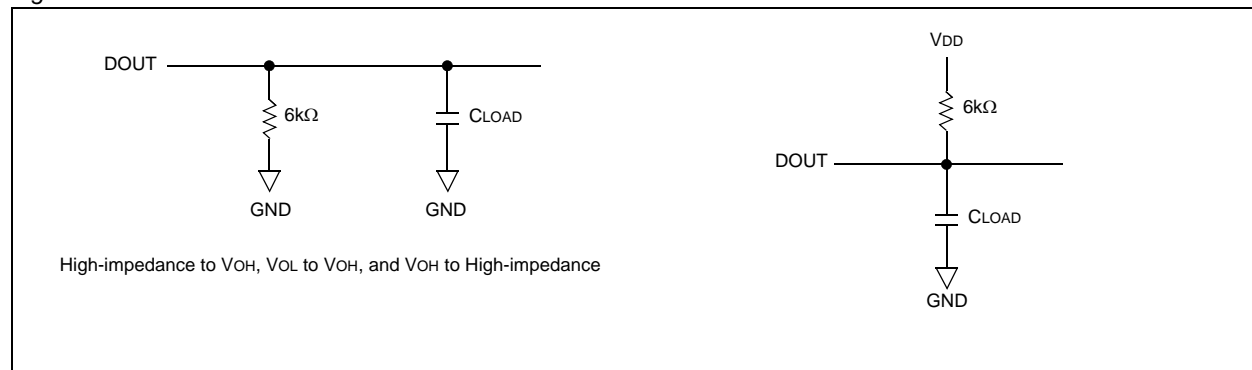 DOUT
6kΩ
CLOAD
GND
GND
High-impedance to VOH, VOL to VOH, and VOH to High-impedance
VDD
6kΩ
DOUT
CLOAD
GND